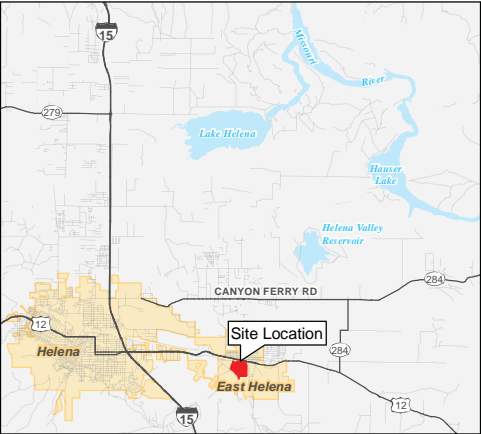 15
Missouri
River
279
Lake Helena
Hauser
Lake
Helena Valley
Reservoir
284
CANYON FERRY RD
12
Site Location
Helena
284
East Helena
12
15